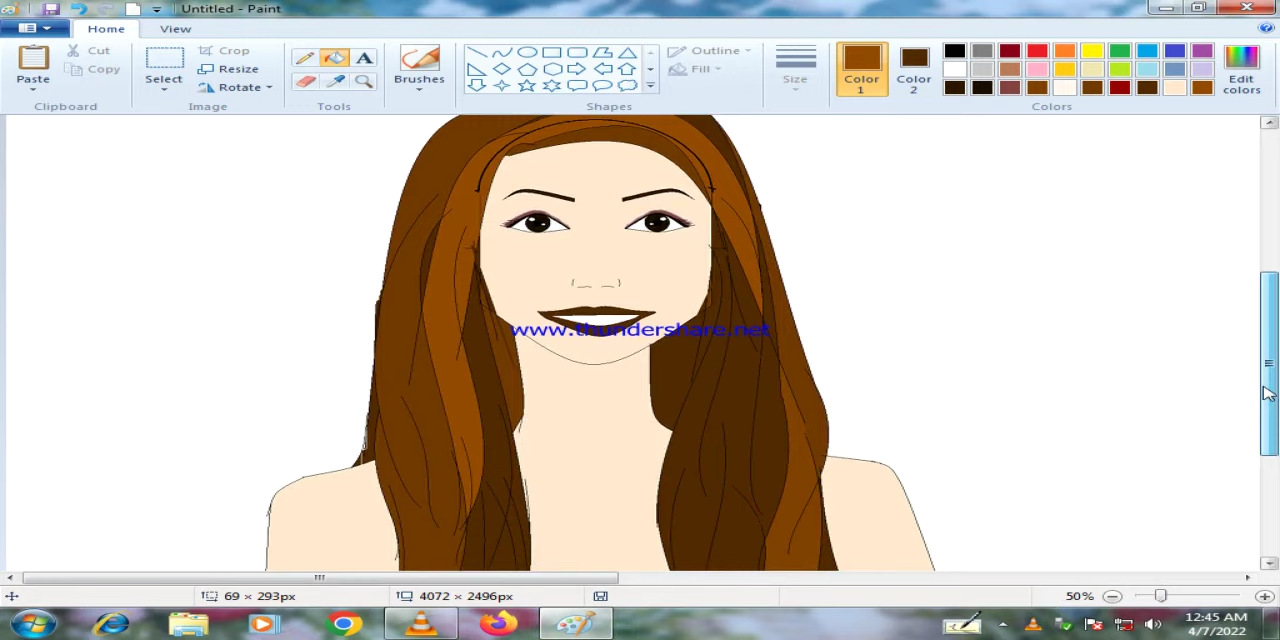 Untitled - Paint
Home View
Paste
Cut
Copy
Clipboard
Select
Crop
Resize
Rotate
Image
A
Tools
Brushes
Outline
Fill
Shapes
Size
Color 1
Color 2
Edit colors
Colors
www.thundershare.net
69 × 293px
4072 × 2496px
50%
12:45 AM
4/7/2022